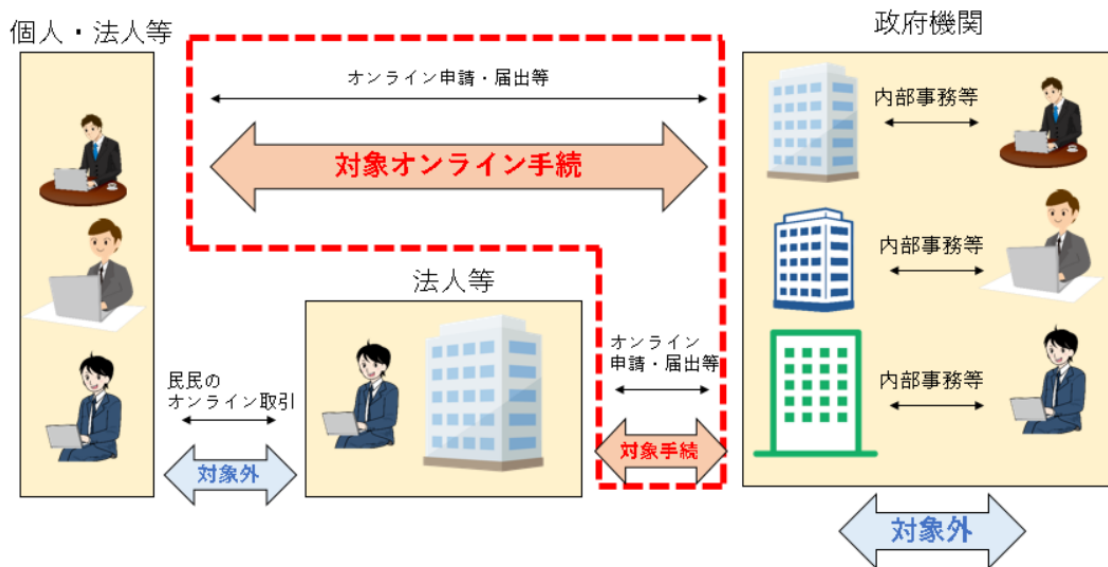 個人・法人等
政府機関
オンライン申請・届出等
対象オンライン手続
内部事務等
内部事務等
内部事務等
法人等
オンライン
申請・届出等
民民の
オンライン取引
対象外
対象手続
対象外